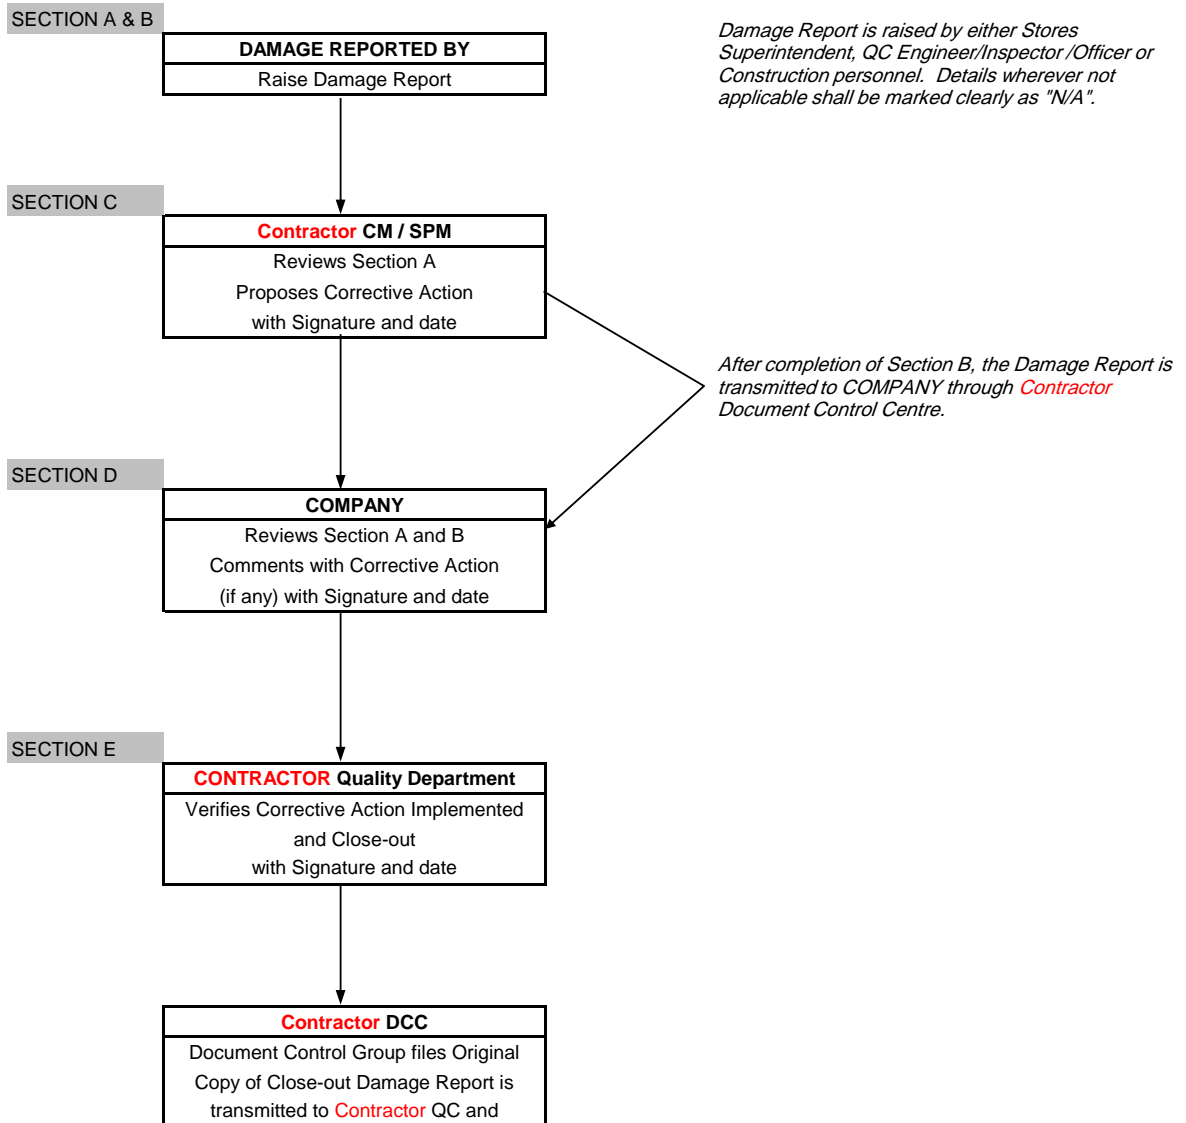 SECTION A & B
DAMAGE REPORTED BY
Raise Damage Report
Damage Report is raised by either Stores
Superintendent, QC Engineer/Inspector /Officer or
Construction personnel. Details wherever not
applicable shall be marked clearly as "N/A".
SECTION C
Contractor CM / SPM
Reviews Section A
Proposes Corrective Action
with Signature and date
After completion of Section B, the Damage Report is
transmitted to COMPANY through Contractor
Document Control Centre.
SECTION D
COMPANY
Reviews Section A and B
Comments with Corrective Action
(if any) with Signature and date
SECTION E
CONTRACTOR Quality Department
Verifies Corrective Action Implemented
and Close-out
with Signature and date
Contractor DCC
Document Control Group files Original
Copy of Close-out Damage Report is
transmitted to Contractor QC and